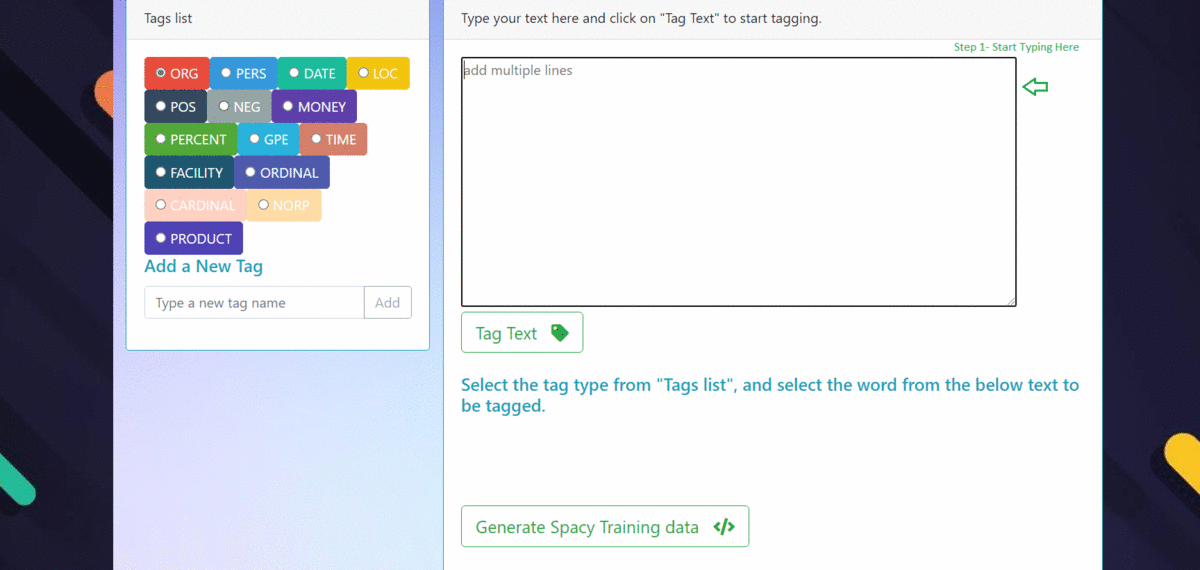 Tags list
ORG PERS DATE LOC
POS NEG MONEY
PERCENT GPE TIME
FACILITY ORDINAL
CARDINAL NORP
PRODUCT
Add a New Tag
Type a new tag name Add
Type your text here and click on "Tag Text" to start tagging.
Step 1- Start Typing Here
add multiple lines
Tag Text
Select the tag type from "Tags list", and select the word from the below text to
be tagged.
Generate Spacy Training data </>